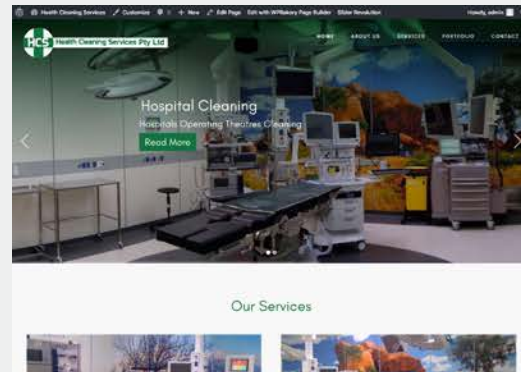 Health Cleaning Services Customize 0 New Edit Page Edit with WPBakery Page Builder Slider Revolution Howdy, admin
HCS Health Cleaning Services Pty Ltd
HOME ABOUT US SERVICES PORTFOLIO CONTACT
Hospital Cleaning
Hospitals Operating Theatres Cleaning
Read More
Our Services